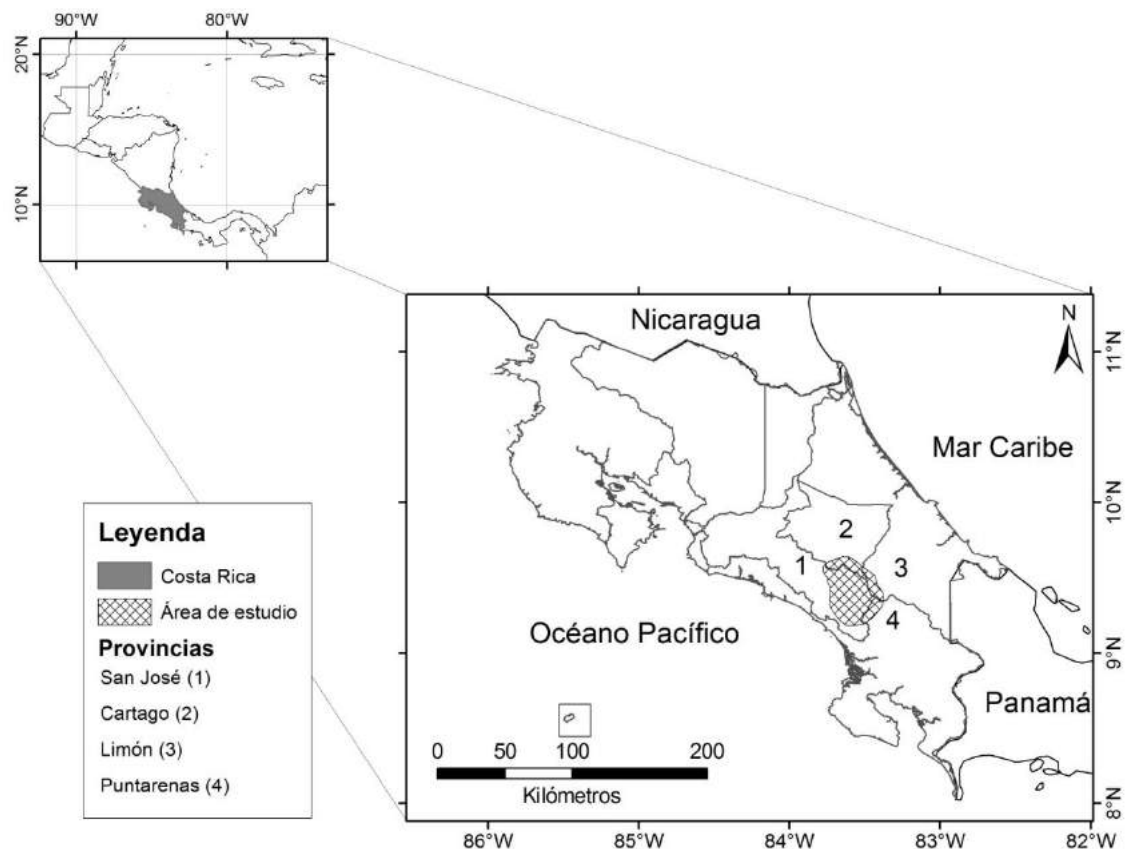 90°W
80°W
20°N
10°N
Nicaragua
N
11°N
Mar Caribe
10°N
2
1
3
4
Océano Pacífico
9°N
Panamá
8°N
0
50
100
200
Kilómetros
86°W
85°W
84°W
83°W
82°W
Leyenda
Costa Rica
Área de estudio
Provincias
San José (1)
Cartago (2)
Limón (3)
Puntarenas (4)